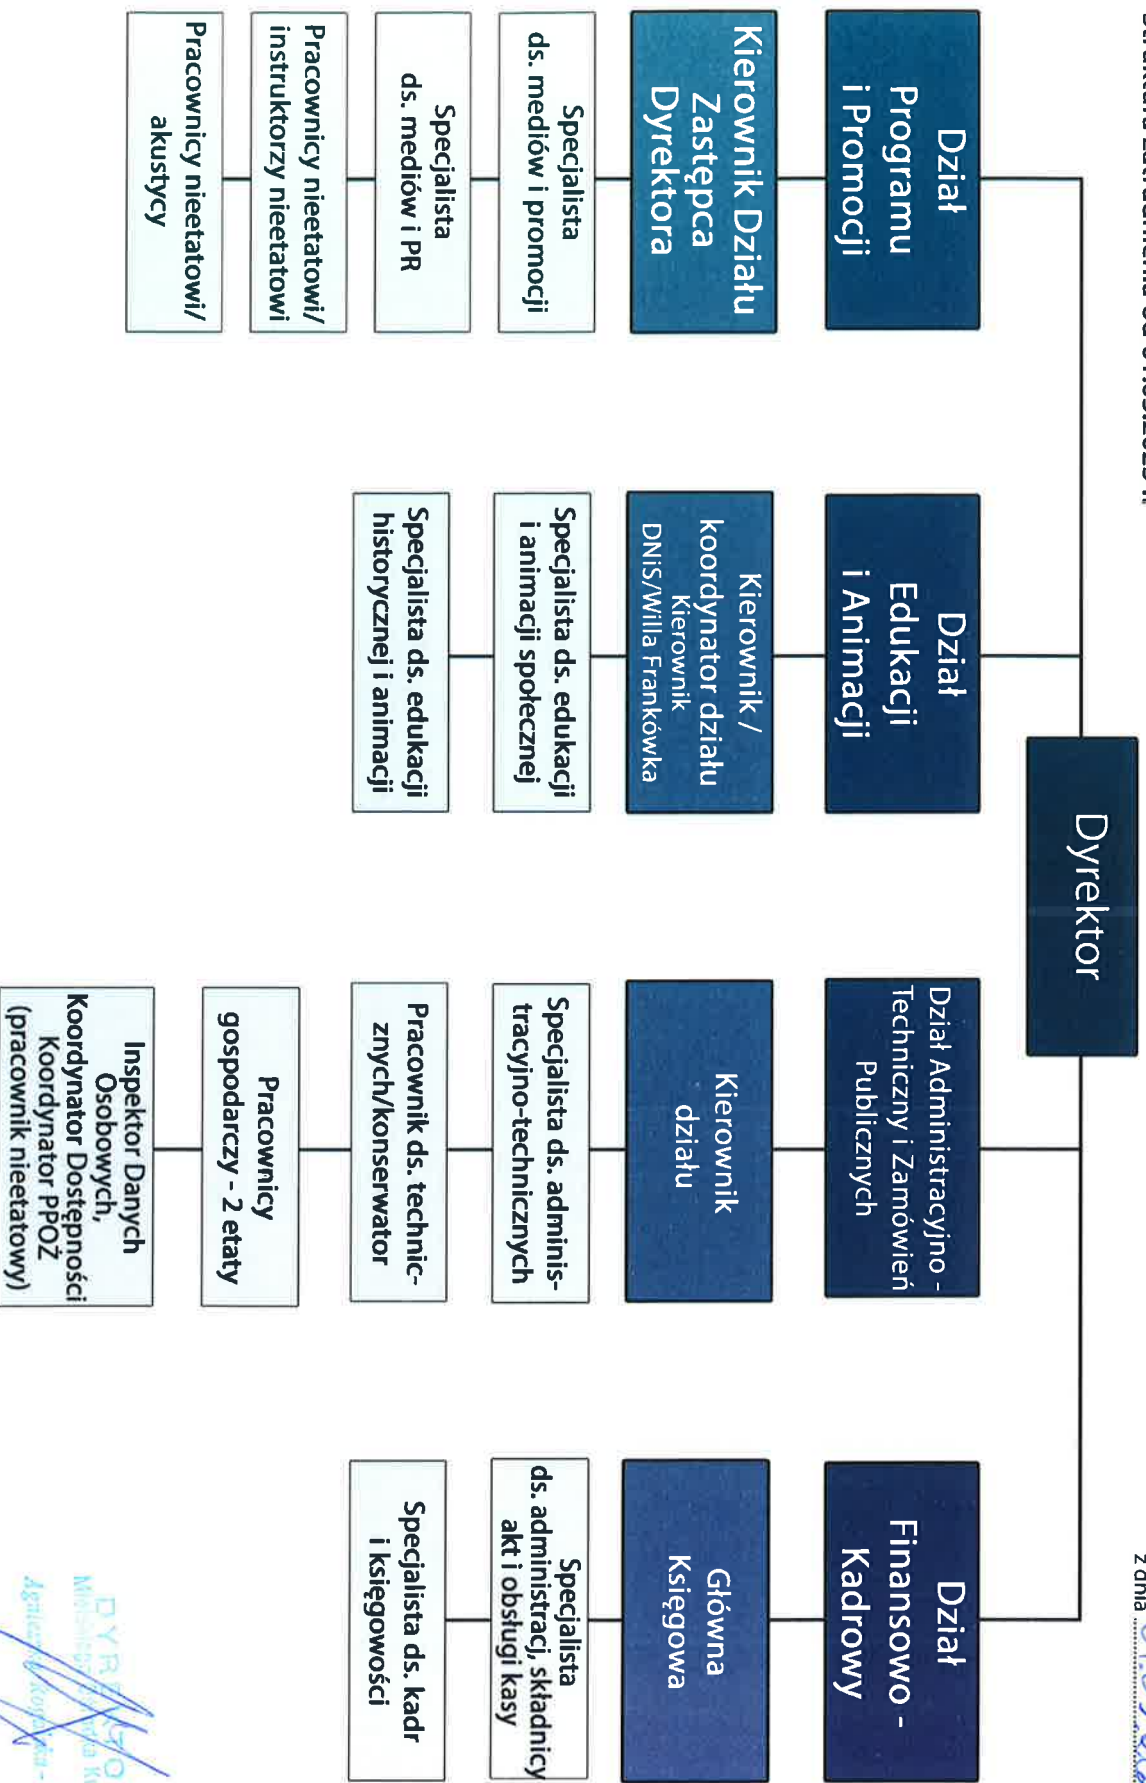 z dnia
Dyrektor
Dział
Programu
i Promocji
Kierownik Działu
Zastępca
Dyrektora
Specjalista
ds. mediów i promocji
Specjalista
ds. mediów i PR
Pracownicy nieetatowi/
instruktorzy nieetatowi
Pracownicy nieetatowi/
akustycy
Dział
Edukacji
i Animacji
Kierownik /
koordynator działu
Kierownik
DNiS/Willa Frankówka
Specjalista ds. edukacji
i animacji społecznej
Specjalista ds. edukacji
historycznej i animacji
Dział Administracyjno -
Techniczny i Zamówień
Publicznych
Kierownik
działu
Specjalista ds. adminis-
tracyjno-technicznych
Pracownik ds. technic-
znych/konserwator
Pracownicy
gospodarczy - 2 etaty
Inspektor Danych
Osobowych,
Koordynator Dostępności
Koordynator PPOŻ
(pracownik nieetatowy)
Dział
Finansowo -
Kadrowy
Główna
Księgowa
Specjalista
ds. administracj, składnicy
akt i obsługi kasy
Specjalista ds. kadr
i księgowości